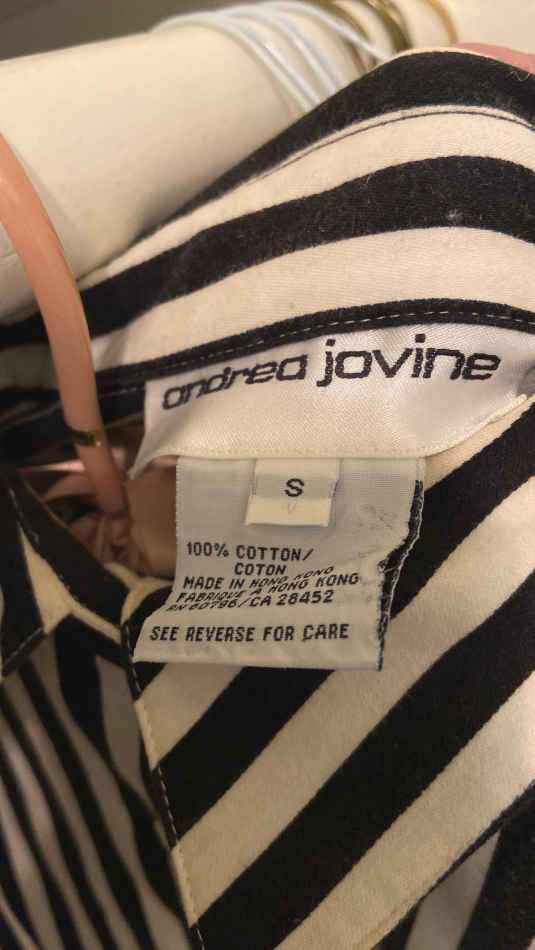 andrea jovine
S
100% COTTON/
COTON
MADE IN HONG KONG
FABRIQUE A HONG KONG
RN 60796/CA 28452
SEE REVERSE FOR CARE